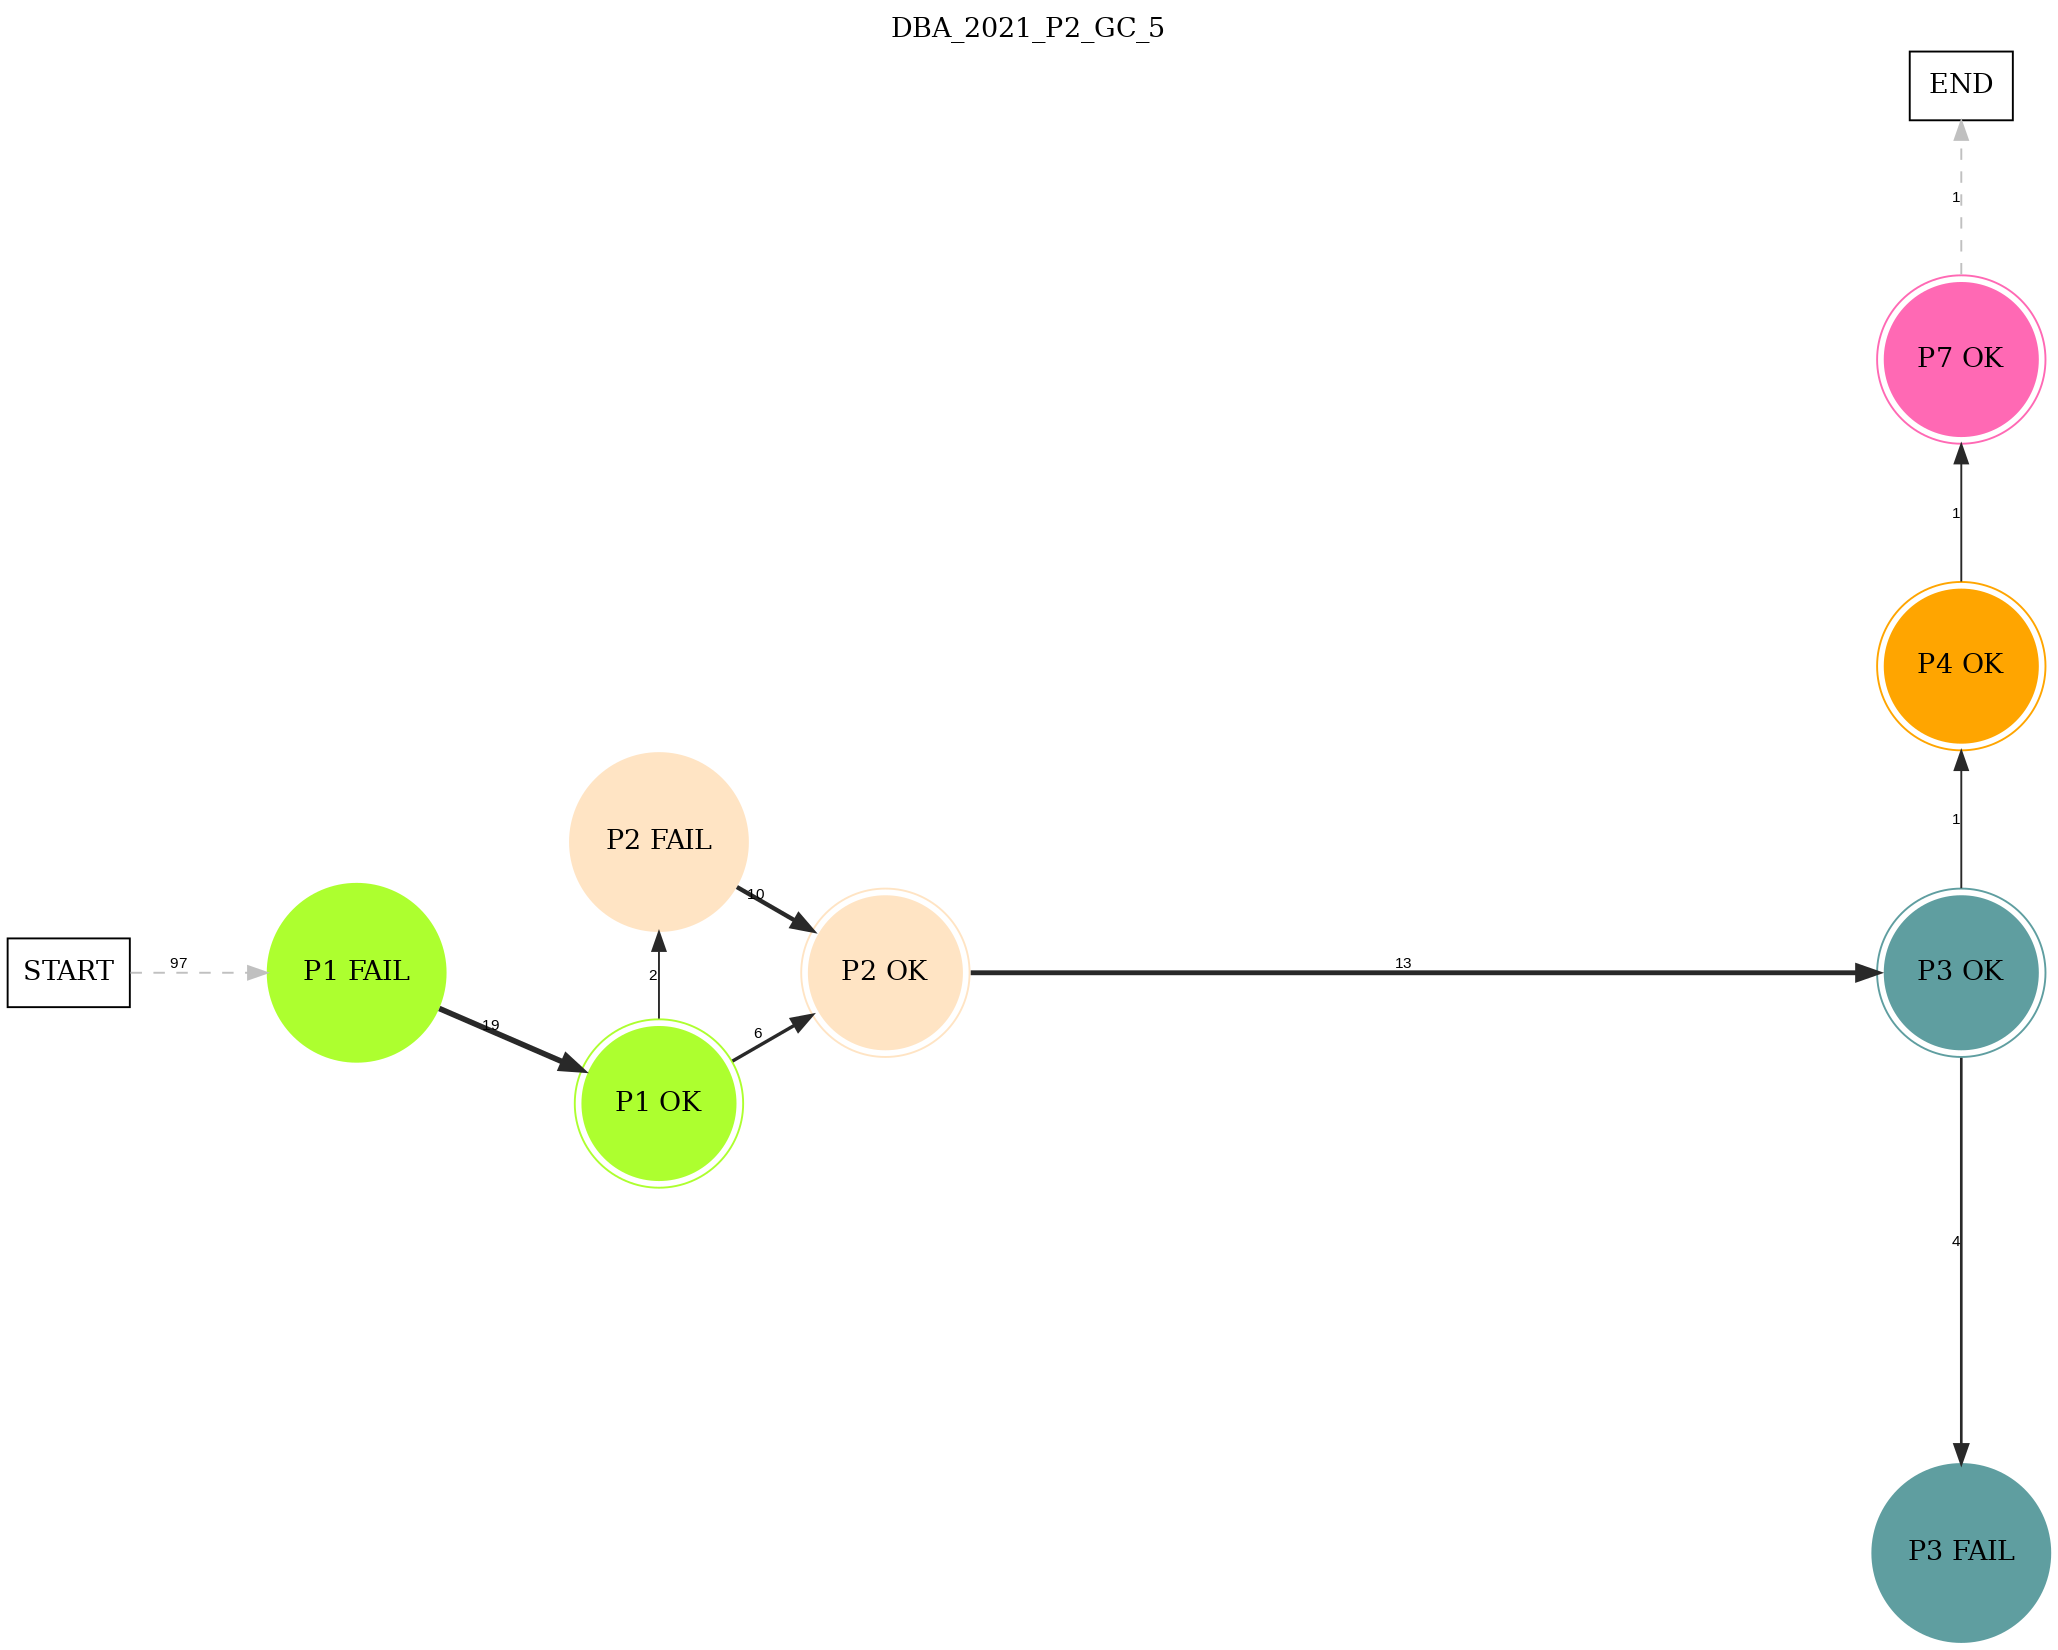 DBA_2021_P2_GC_5
END
1
P7 OK
1
P4 OK
1
P2 FAIL
10
START
97
P1 FAIL
19
2
P2 OK
13
P3 OK
6
P1 OK
4
P3 FAIL